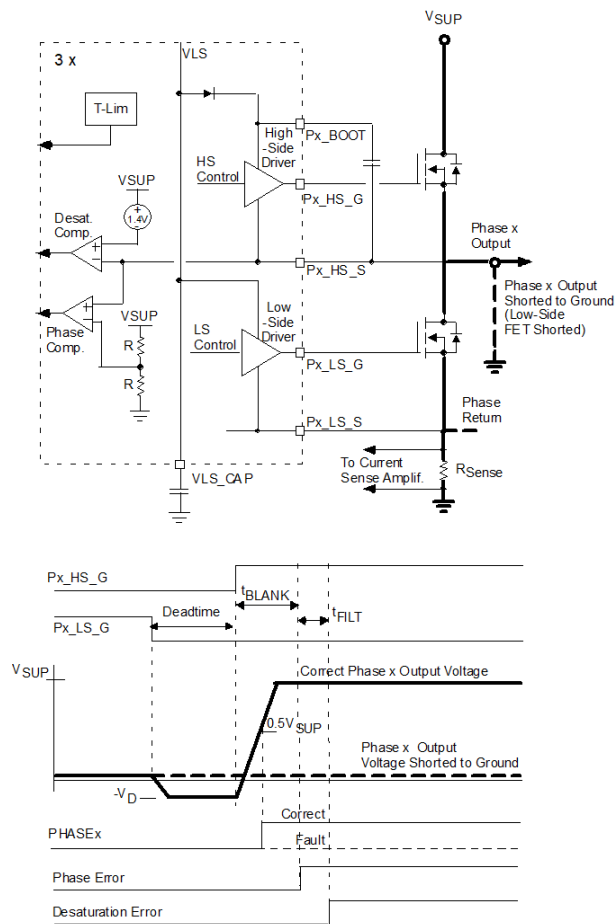 VSUP
3 x
VLS
T-Lim
High
-Side
Driver
Px_BOOT
HS
Control
Px_HS_G
VSUP
1.4V
Desat.
Comp.
Phase x
Output
Px_HS_S
Phase x Output
Shorted to Ground
(Low-Side
FET Shorted)
Phase
Comp.
VSUP
R
R
Low
-Side
Driver
LS
Control
Px_LS_G
Phase
Return
Px_LS_S
To Current
Sense Amplif.
RSense
VLS_CAP
Px_HS_G
tBLANK
Deadtime
tFILT
Px_LS_G
VSUP
Correct Phase x Output Voltage
0.5VSUP
Phase x Output
Voltage Shorted to Ground
-VD
Correct
PHASEx
Fault
Phase Error
Desaturation Error